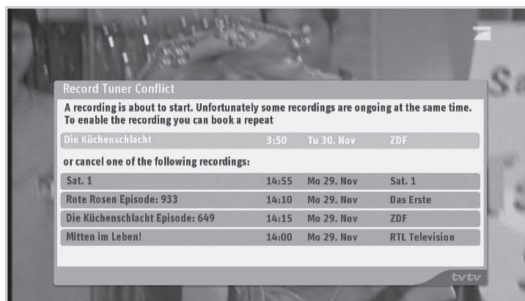 Record Tuner Conflict
A recording is about to start. Unfortunately some recordings are ongoing at the same time.
To enable the recording you can book a repeat
Die Küchenschlacht 3:50 Tu 30. Nov ZDF
or cancel one of the following recordings:
Sat. 1 14:55 Mo 29. Nov Sat. 1
Rote Rosen Episode: 933 14:10 Mo 29. Nov Das Erste
Die Küchenschlacht Episode: 649 14:15 Mo 29. Nov ZDF
Mitten im Leben! 14:00 Mo 29. Nov RTL Television
tvtv